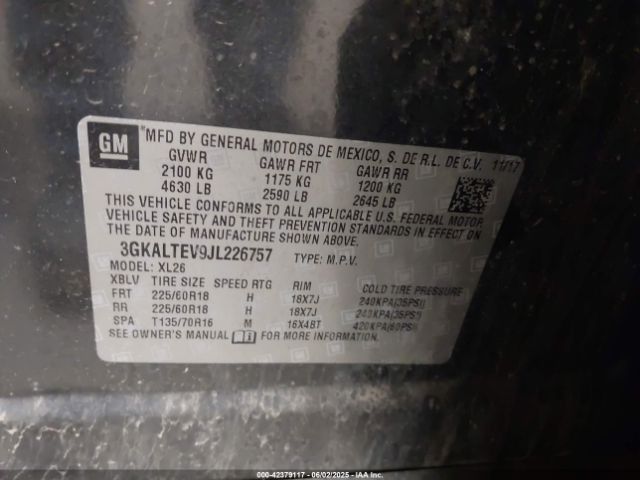 GM
*MFD BY GENERAL MOTORS DE MEXICO, S. DE R.L. DE C.V. 11/17
GVWR GAWR FRT GAWR RR
2100 KG 1175 KG 1200 KG
4630 LB 2590 LB 2645 LB
THIS VEHICLE CONFORMS TO ALL APPLICABLE U.S. FEDERAL MOTOR
VEHICLE SAFETY AND THEFT PREVENTION STANDARDS IN EFFECT ON
THE DATE OF MANUFACTURE SHOWN ABOVE.
3GKALTEV9JL226757 TYPE: M.P.V.
MODEL: XL26
XBLV TIRE SIZE SPEED RTG RIM COLD TIRE PRESSURE
FRT 225/60R18 H 18X7J 240KPA(35PSI)
RR 225/60R18 H 18X7J 240KPA(35PSI)
SPA T135/70R16 M 16X4BT 420KPA(60PSI)
SEE OWNER'S MANUAL FOR MORE INFORMATION.
000-42379117 - 06/02/2025 - IAAI.COM